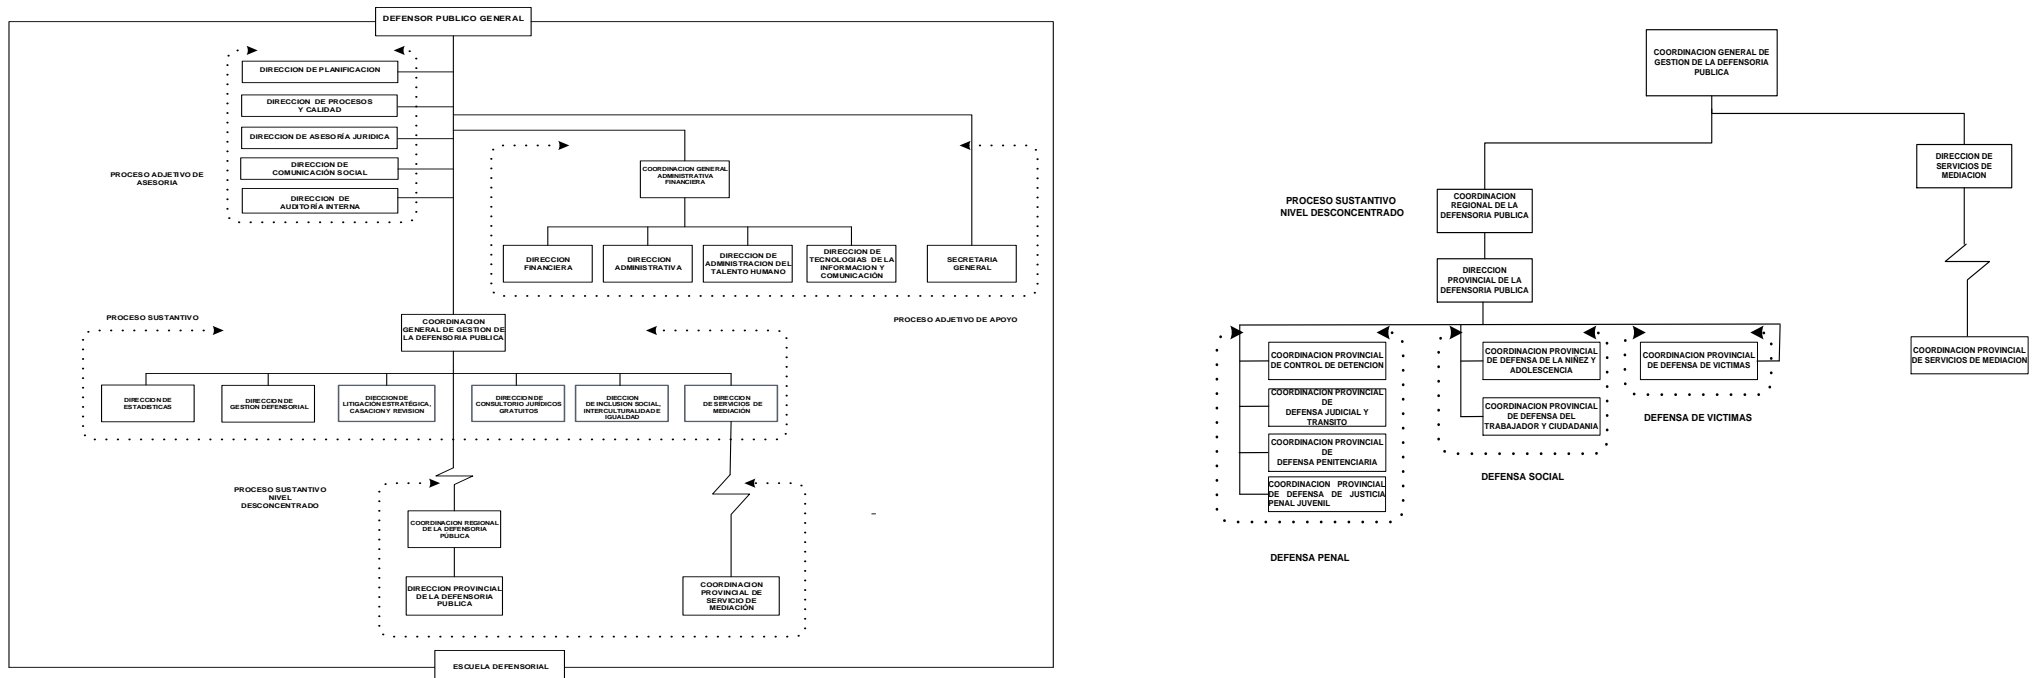 DEFENSOR PUBLICO GENERAL
DIRECCION DE PLANIFICACION
DIRECCION DE PROCESOS
Y CALIDAD
DIRECCION DE ASESORÍA JURIDICA
DIRECCION DE
COMUNICACIÓN SOCIAL
DIRECCION DE
AUDITORÍA INTERNA
PROCESO ADJETIVO DE
ASESORIA
COORDINACION GENERAL
ADMINISTRATIVA
FINANCIERA
DIRECCION
FINANCIERA
DIRECCION
ADMINISTRATIVA
DIRECCION DE
ADMINISTRACION DEL
TALENTO HUMANO
DIRECCION DE
TECNOLOGIAS DE LA
INFORMACION Y
COMUNICACIÓN
SECRETARIA
GENERAL
PROCESO ADJETIVO DE APOYO
PROCESO SUSTANTIVO
COORDINACION
GENERAL DE GESTION DE
LA DEFENSORIA PUBLICA
DIRECCION DE
ESTADISTICAS
DIRECCION DE
GESTION DEFENSORIAL
DIECCION DE
LITIGACION ESTRATÉGICA,
CASACION Y REVISION
DIRECCION DE
CONSULTORIO JURÍDICOS
GRATUITOS
DIECCION
DE INCLUSION SOCIAL,
INTERCULTURALIDAD E
IGUALDAD
DIRECCION
DE SERVICIOS DE
MEDIACIÓN
PROCESO SUSTANTIVO
NIVEL
DESCONCENTRADO
COORDINACION REGIONAL
DE LA DEFENSORIA
PÚBLICA
DIRECCION PROVINCIAL
DE LA DEFENSORIA
PUBLICA
COORDINACION
PROVINCIAL DE
SERVICIO DE
MEDIACIÓN
ESCUELA DEFENSORIAL
COORDINACION GENERAL DE
GESTION DE LA DEFENSORIA
PUBLICA
DIRECCION DE
SERVICIOS DE
MEDIACION
PROCESO SUSTANTIVO
NIVEL DESCONCENTRADO
COORDINACION
REGIONAL DE LA
DEFENSORIA PUBLICA
DIRECCION
PROVINCIAL DE LA
DEFENSORIA PUBLICA
COORDINACION PROVINCIAL
DE CONTROL DE DETENCION
COORDINACION PROVINCIAL
DE
DEFENSA JUDICIAL Y
TRANSITO
COORDINACION PROVINCIAL
DE
DEFENSA PENITENCIARIA
COORDINACION PROVINCIAL
DE DEFENSA DE JUSTICIA
PENAL JUVENIL
DEFENSA PENAL
COORDINACION PROVINCIAL
DE DEFENSA DE LA NIÑEZ Y
ADOLESCENCIA
COORDINACION PROVINCIAL
DE DEFENSA DEL
TRABAJADOR Y CIUDADANIA
DEFENSA SOCIAL
COORDINACION PROVINCIAL
DE DEFENSA DE VICTIMAS
DEFENSA DE VICTIMAS
COORDINACION PROVINCIAL
DE SERVICIOS DE MEDIACION